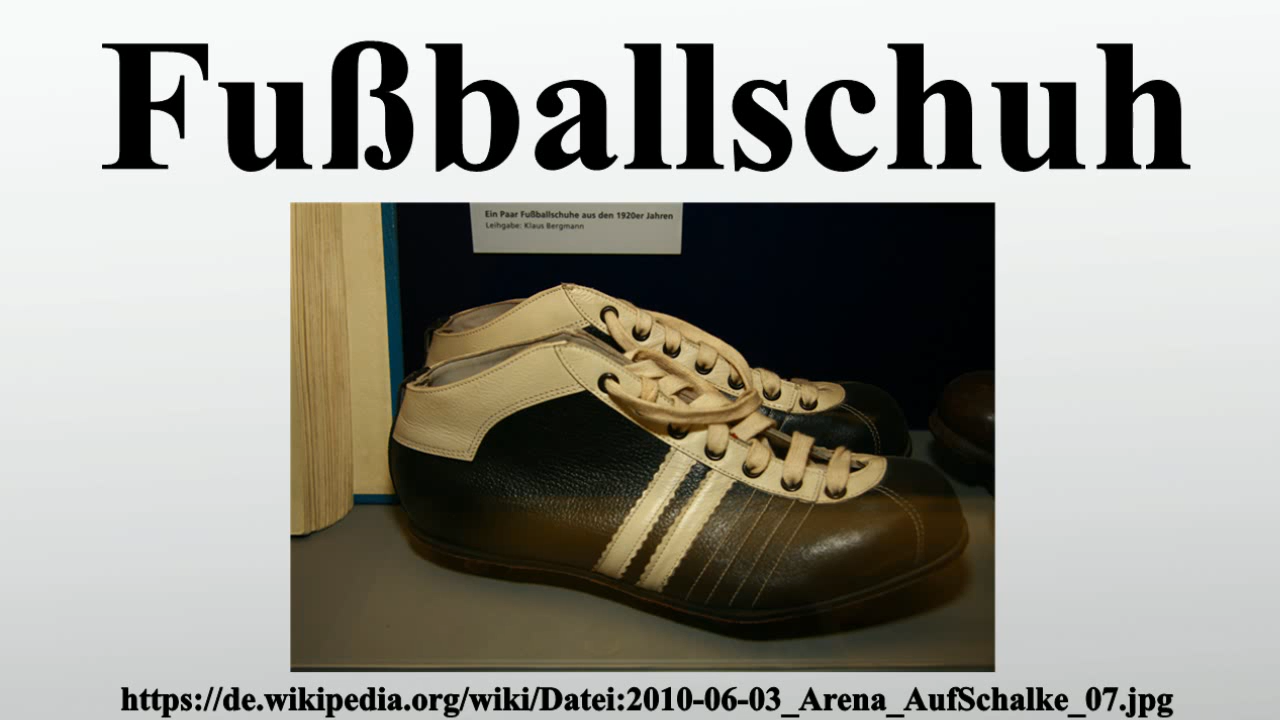 Fußballschuh
Ein Paar Fußballschuhe aus den 1920er Jahren
Leihgabe: Klaus Bergmann
https://de.wikipedia.org/wiki/Datei:2010-06-03_Arena_AufSchalke_07.jpg